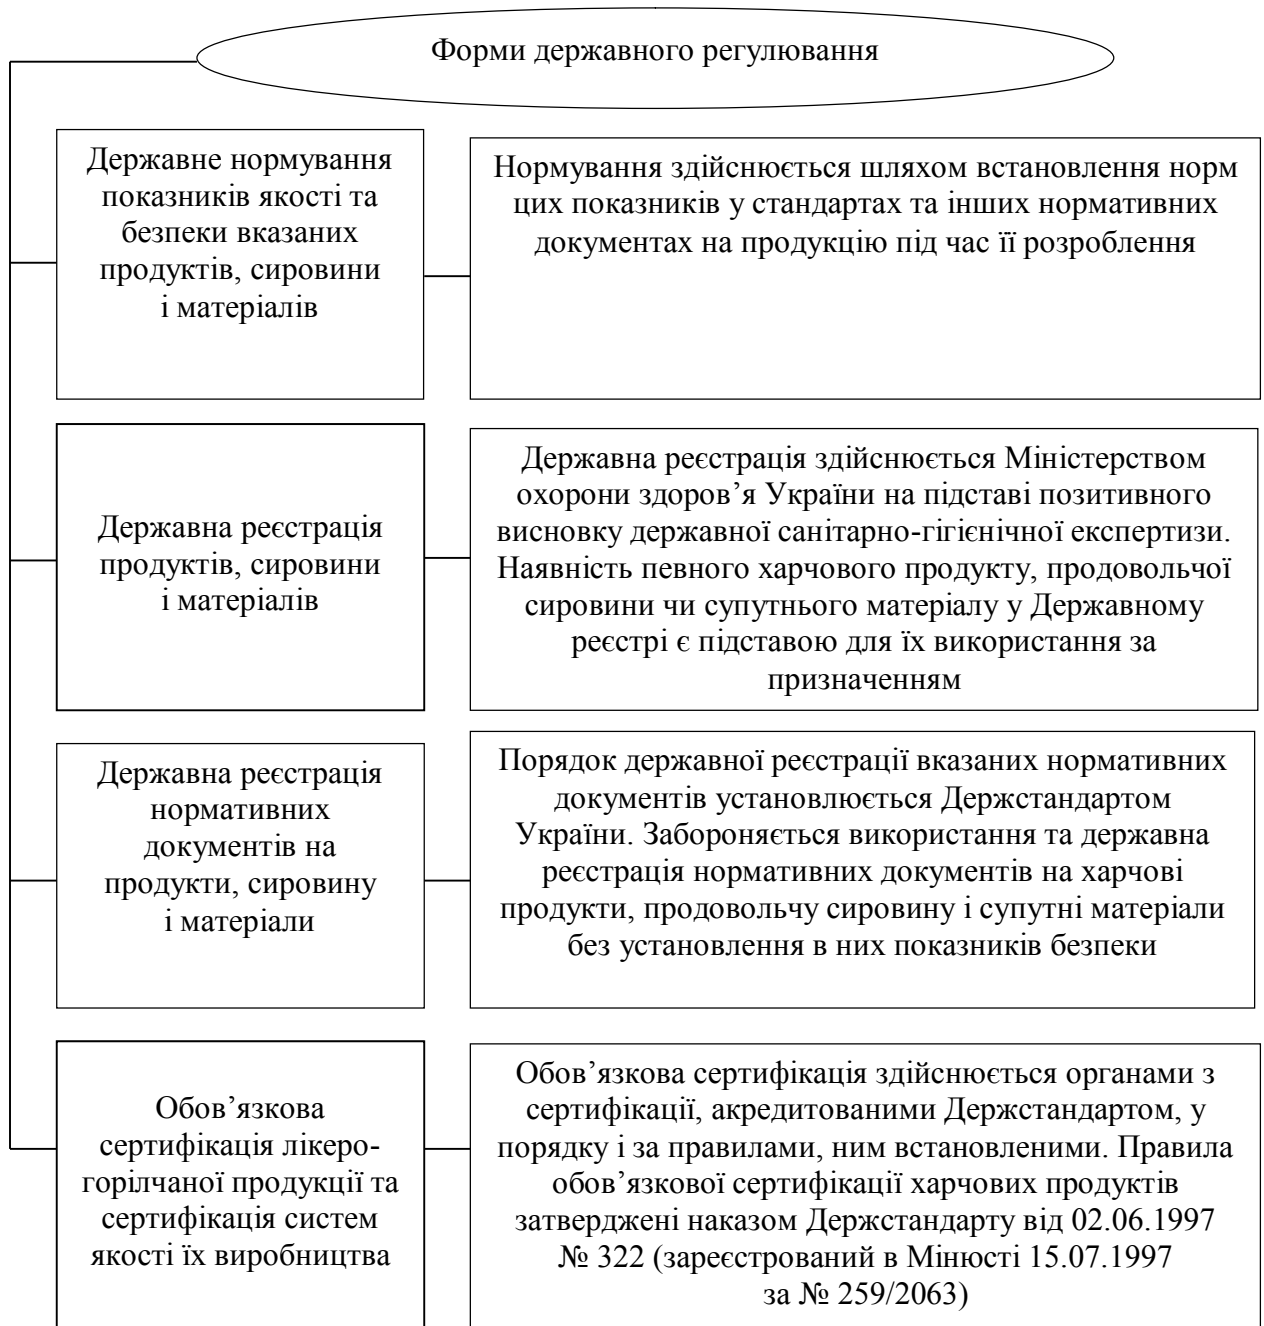 Форми державного регулювання
Державне нормування
показників якості та
безпеки вказаних
продуктів, сировини
і матеріалів
Нормування здійснюється шляхом встановлення норм
цих показників у стандартах та інших нормативних
документах на продукцію під час її розроблення
Державна реєстрація
продуктів, сировини
і матеріалів
Державна реєстрація здійснюється Міністерством
охорони здоров’я України на підставі позитивного
висновку державної санітарно-гігієнічної експертизи.
Наявність певного харчового продукту, продовольчої
сировини чи супутнього матеріалу у Державному
реєстрі є підставою для їх використання за
призначенням
Державна реєстрація
нормативних
документів на
продукти, сировину
і матеріали
Порядок державної реєстрації вказаних нормативних
документів установлюється Держстандартом
України. Забороняється використання та державна
реєстрація нормативних документів на харчові
продукти, продовольчу сировину і супутні матеріали
без установлення в них показників безпеки
Обов’язкова
сертифікація лікеро-
горілчаної продукції та
сертифікація систем
якості їх виробництва
Обов’язкова сертифікація здійснюється органами з
сертифікації, акредитованими Держстандартом, у
порядку і за правилами, ним встановленими. Правила
обов’язкової сертифікації харчових продуктів
затверджені наказом Держстандарту від 02.06.1997
№ 322 (зареєстрований в Мінюсті 15.07.1997
за № 259/2063)